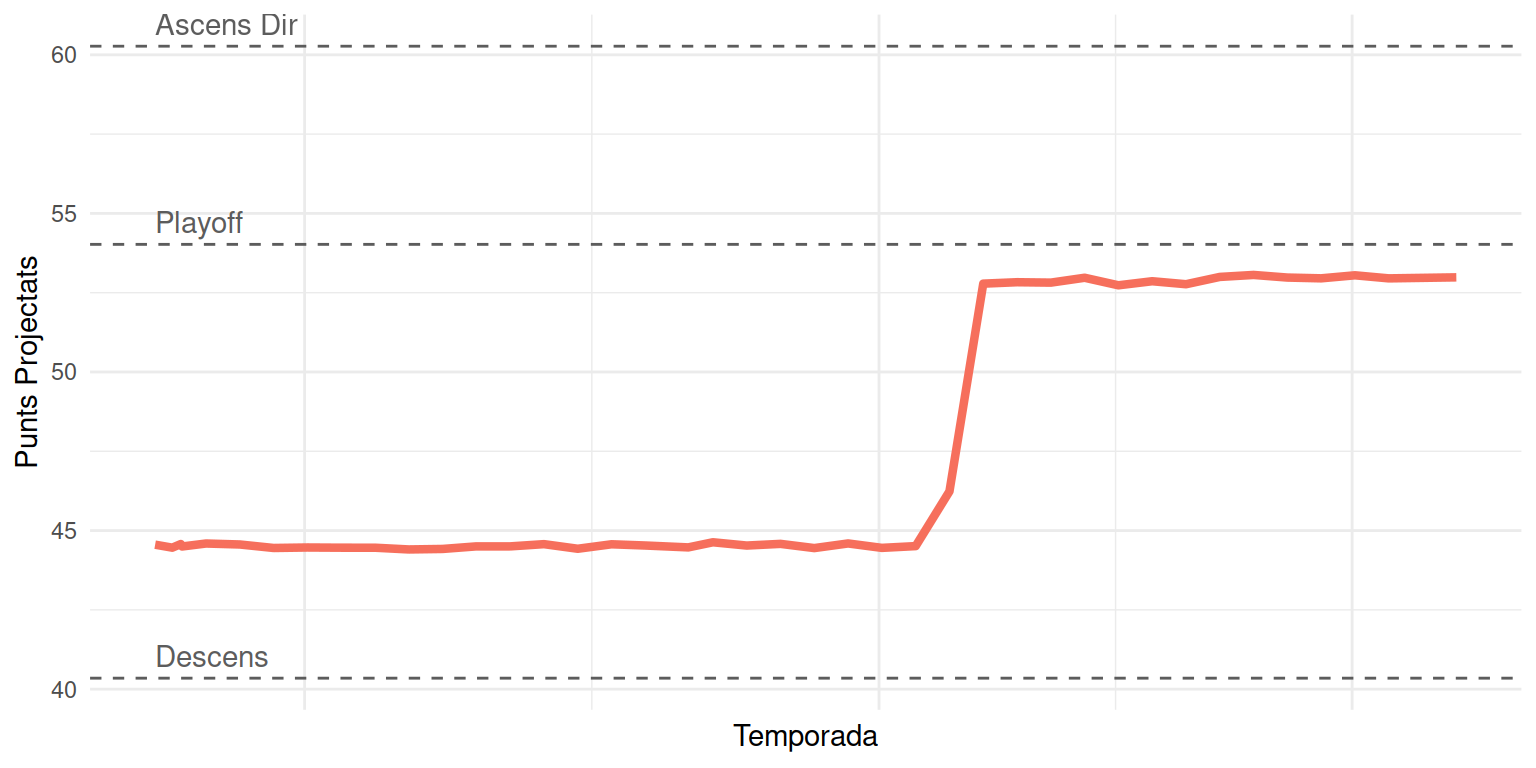 Ascens Dir
60
55
Playoff
Punts Projectats
50
45
Descens
40
Temporada